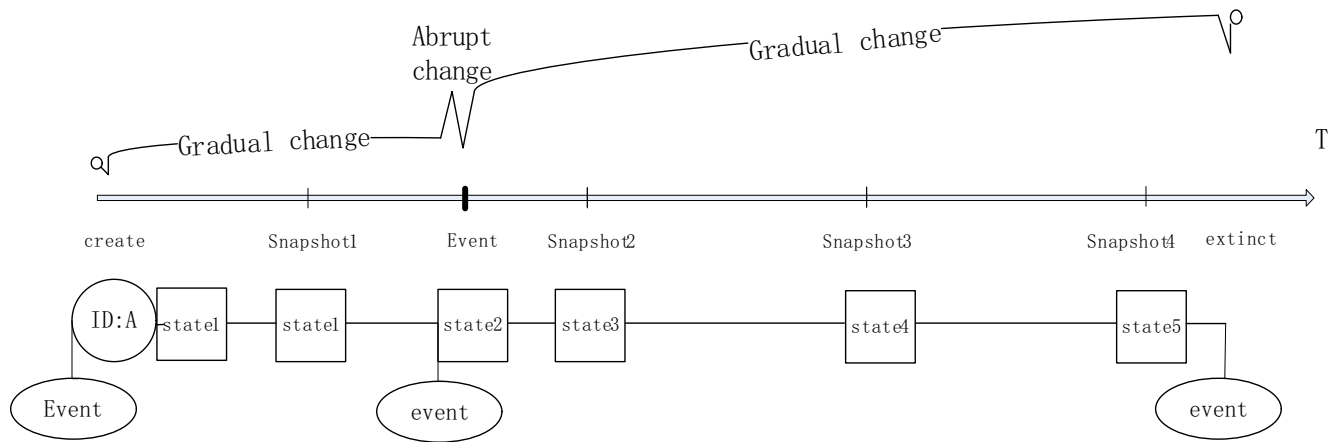 Abrupt
change
Gradual change
Gradual change
T
create
Snapshot1
Event
Snapshot2
Snapshot3
Snapshot4
extinct
ID:A
state1
state1
state2
state3
state4
state5
Event
event
event